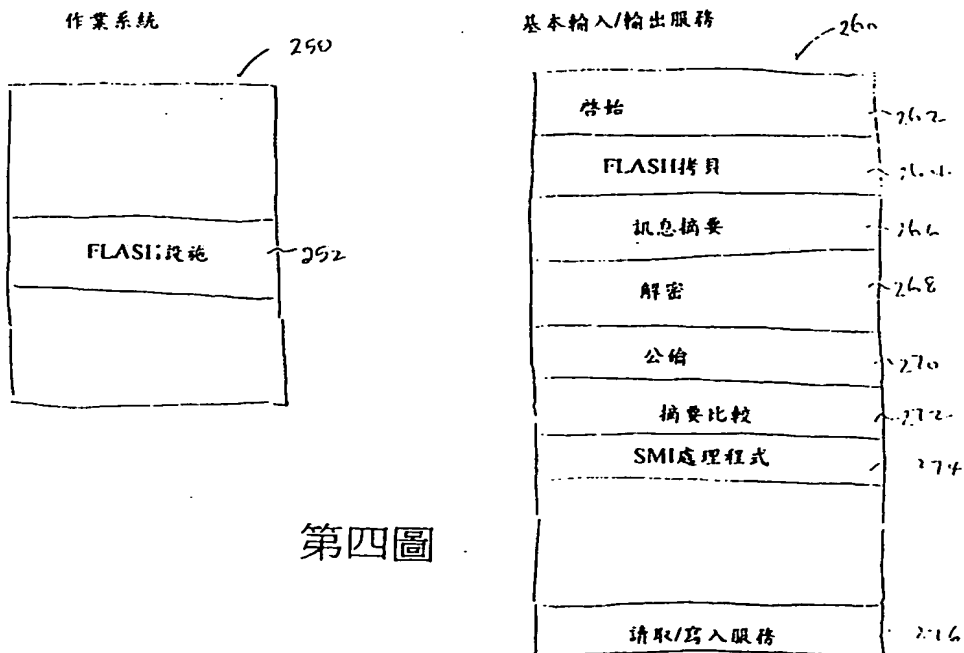 作業系統
250
FLASH設施
252
基本輸入/輸出服務
260
啓始
262
FLASH拷貝
264
訊息摘要
266
解密
268
公鑰
270
摘要比較
272
SMI處理程式
274
請取/寫入服務
276
第四圖